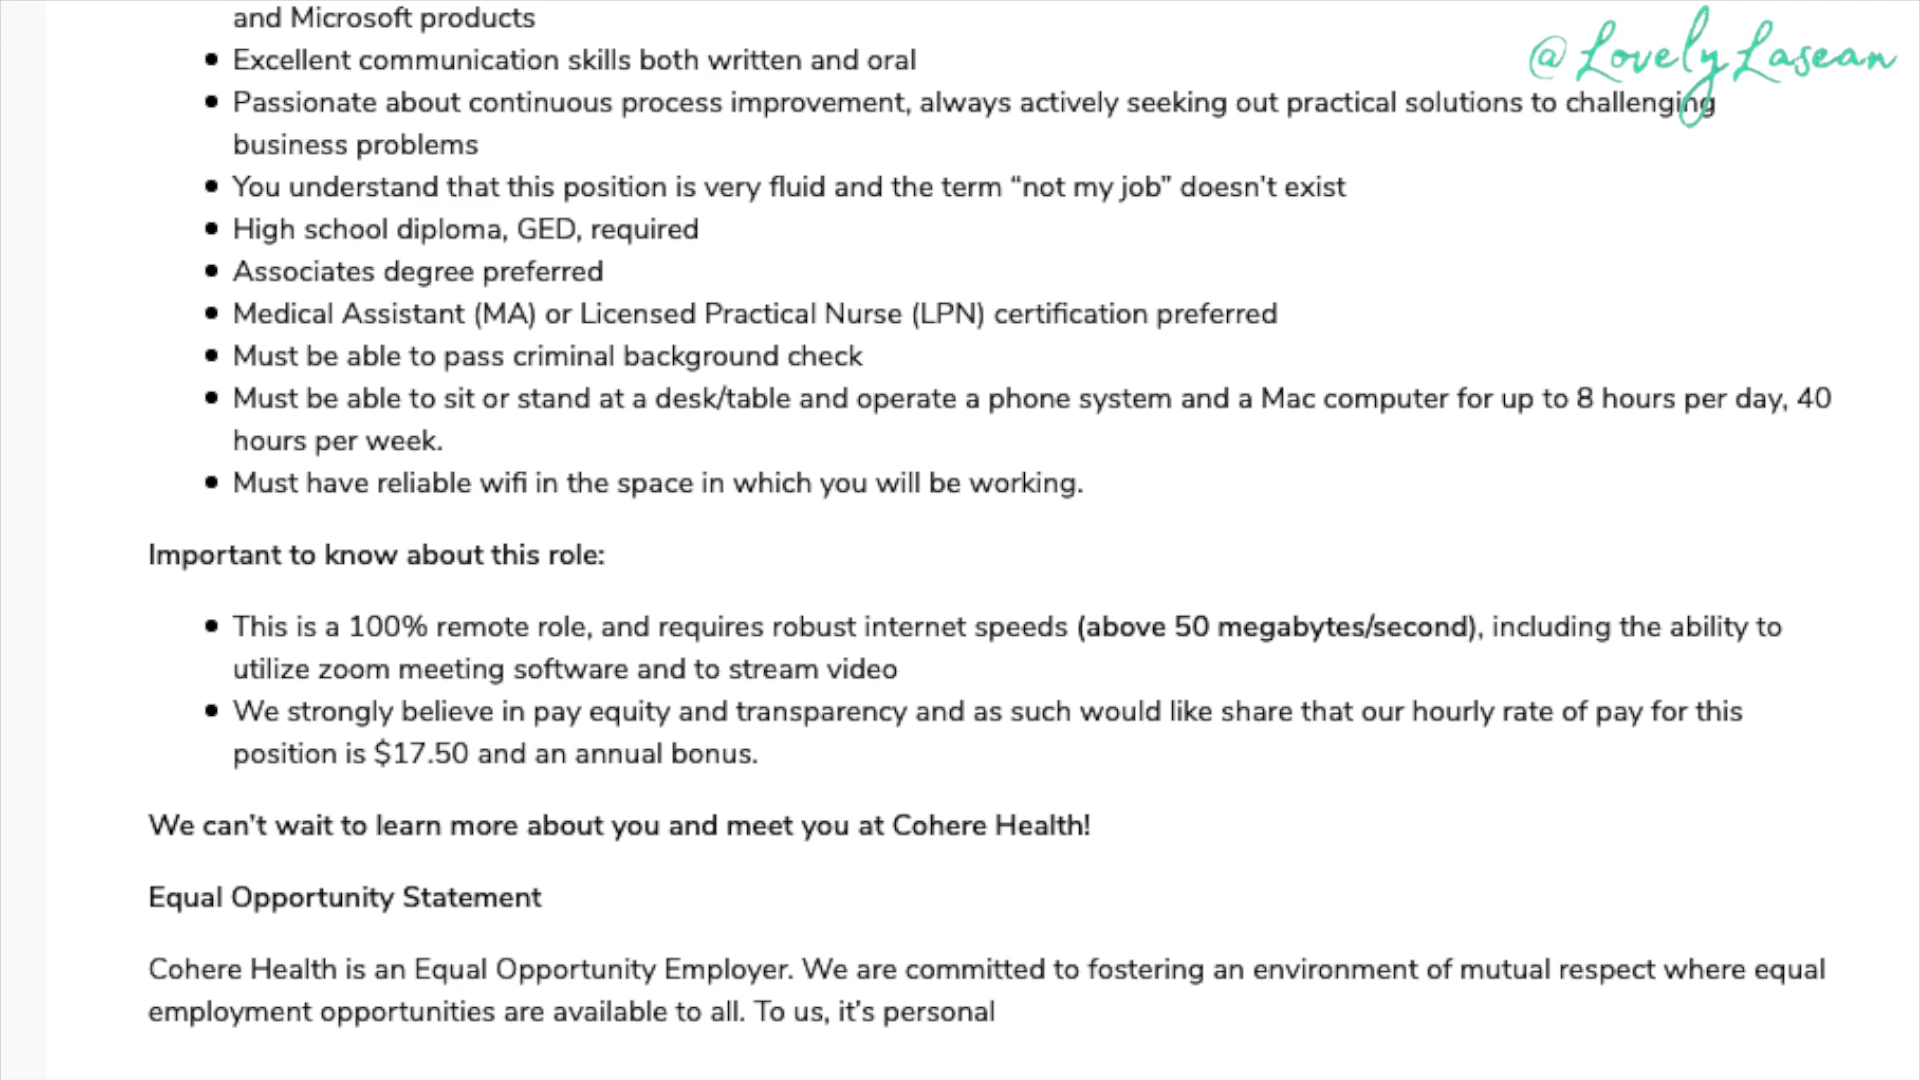 and Microsoft products
@LovelyLasean
Excellent communication skills both written and oral
Passionate about continuous process improvement, always actively seeking out practical solutions to challenging
business problems
You understand that this position is very fluid and the term “not my job” doesn't exist
High school diploma, GED, required
Associates degree preferred
Medical Assistant (MA) or Licensed Practical Nurse (LPN) certification preferred
Must be able to pass criminal background check
Must be able to sit or stand at a desk/table and operate a phone system and a Mac computer for up to 8 hours per day, 40
hours per week.
Must have reliable wifi in the space in which you will be working.
Important to know about this role:
This is a 100% remote role, and requires robust internet speeds (above 50 megabytes/second), including the ability to
utilize zoom meeting software and to stream video
We strongly believe in pay equity and transparency and as such would like share that our hourly rate of pay for this
position is $17.50 and an annual bonus.
We can't wait to learn more about you and meet you at Cohere Health!
Equal Opportunity Statement
Cohere Health is an Equal Opportunity Employer. We are committed to fostering an environment of mutual respect where equal
employment opportunities are available to all. To us, it's personal